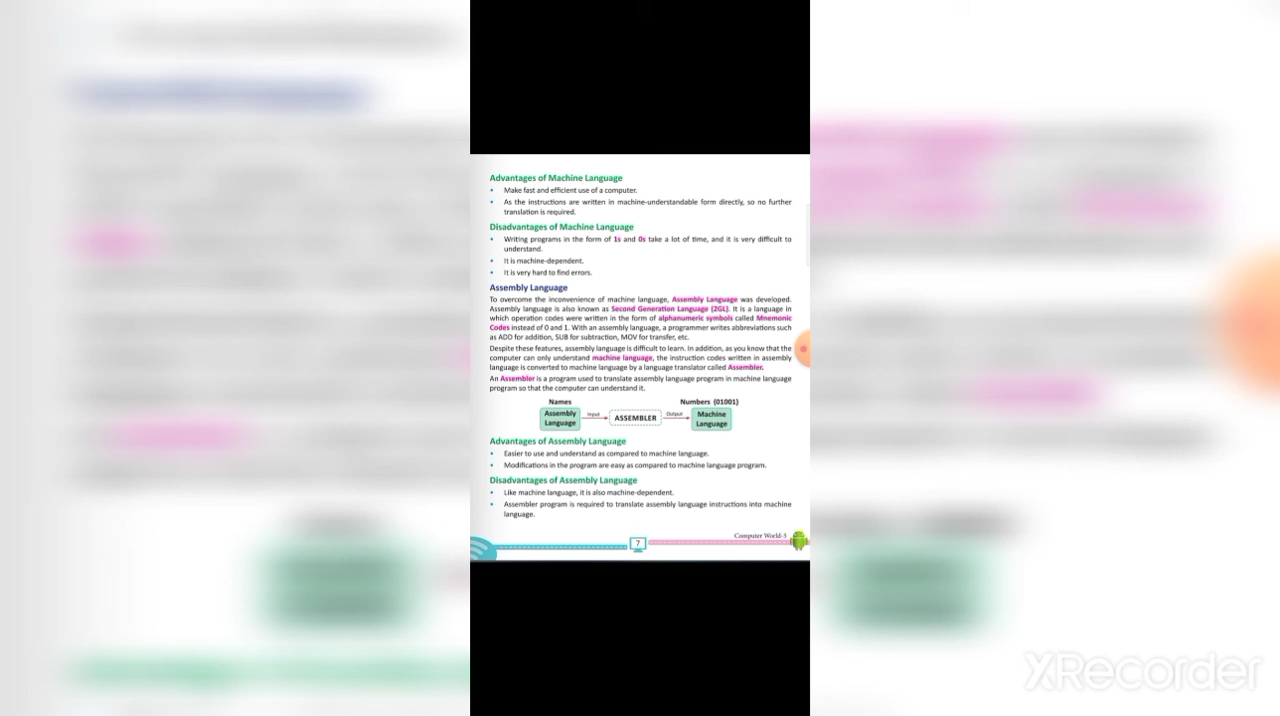 Advantages of Machine Language
• Make fast and efficient use of a computer.
• As the instructions are written in machine-understandable form directly, so no further
translation is required.
Disadvantages of Machine Language
• Writing programs in the form of 1s and 0s take a lot of time, and it is very difficult to
understand.
• It is machine-dependent.
• It is very hard to find errors.
Assembly Language
To overcome the inconvenience of machine language, Assembly Language was developed.
Assembly language is also known as Second Generation Language (2GL). It is a language in
which operation codes were written in the form of alphanumeric symbols called Mnemonic
Codes instead of 0 and 1. With an assembly language, a programmer writes abbreviations such
as ADD for addition, SUB for subtraction, MOV for transfer, etc.
Despite these features, assembly language is difficult to learn. In addition, as you know that the
computer can only understand machine language, the instruction codes written in assembly
language is converted to machine language by a language translator called Assembler.
An Assembler is a program used to translate assembly language program in machine language
program so that the computer can understand it.
Names Numbers (01001)
Assembly Language Input ASSEMBLER Output Machine Language
Advantages of Assembly Language
• Easier to use and understand as compared to machine language.
• Modifications in the program are easy as compared to machine language program.
Disadvantages of Assembly Language
• Like machine language, it is also machine-dependent.
• Assembler program is required to translate assembly language instructions into machine
language.
7
Computer World-5
XRecorder